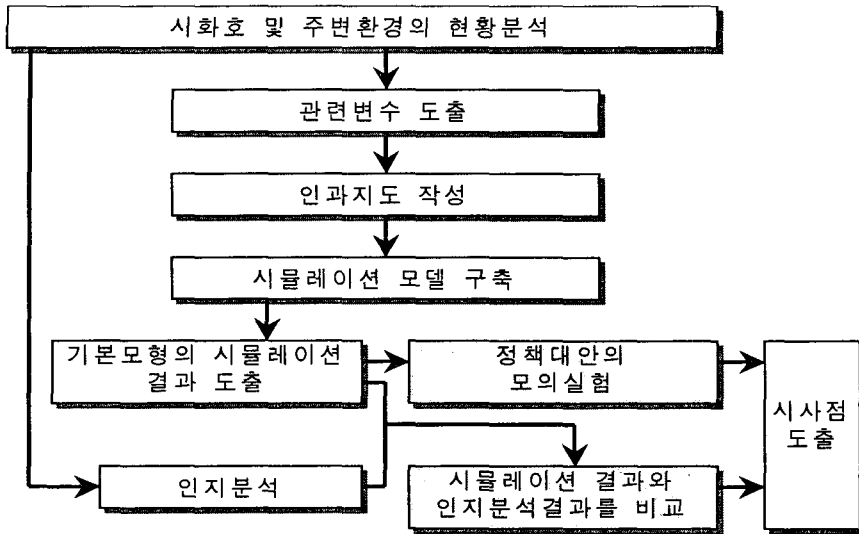 시화호 및 주변환경의 현황분석
관련변수 도출
인과지도 작성
시뮬레이션 모델 구축
기본모형의 시뮬레이션
결과 도출
정책대안의
모의실험
시사점
도출
인지분석
시뮬레이션 결과와
인지분석결과를 비교